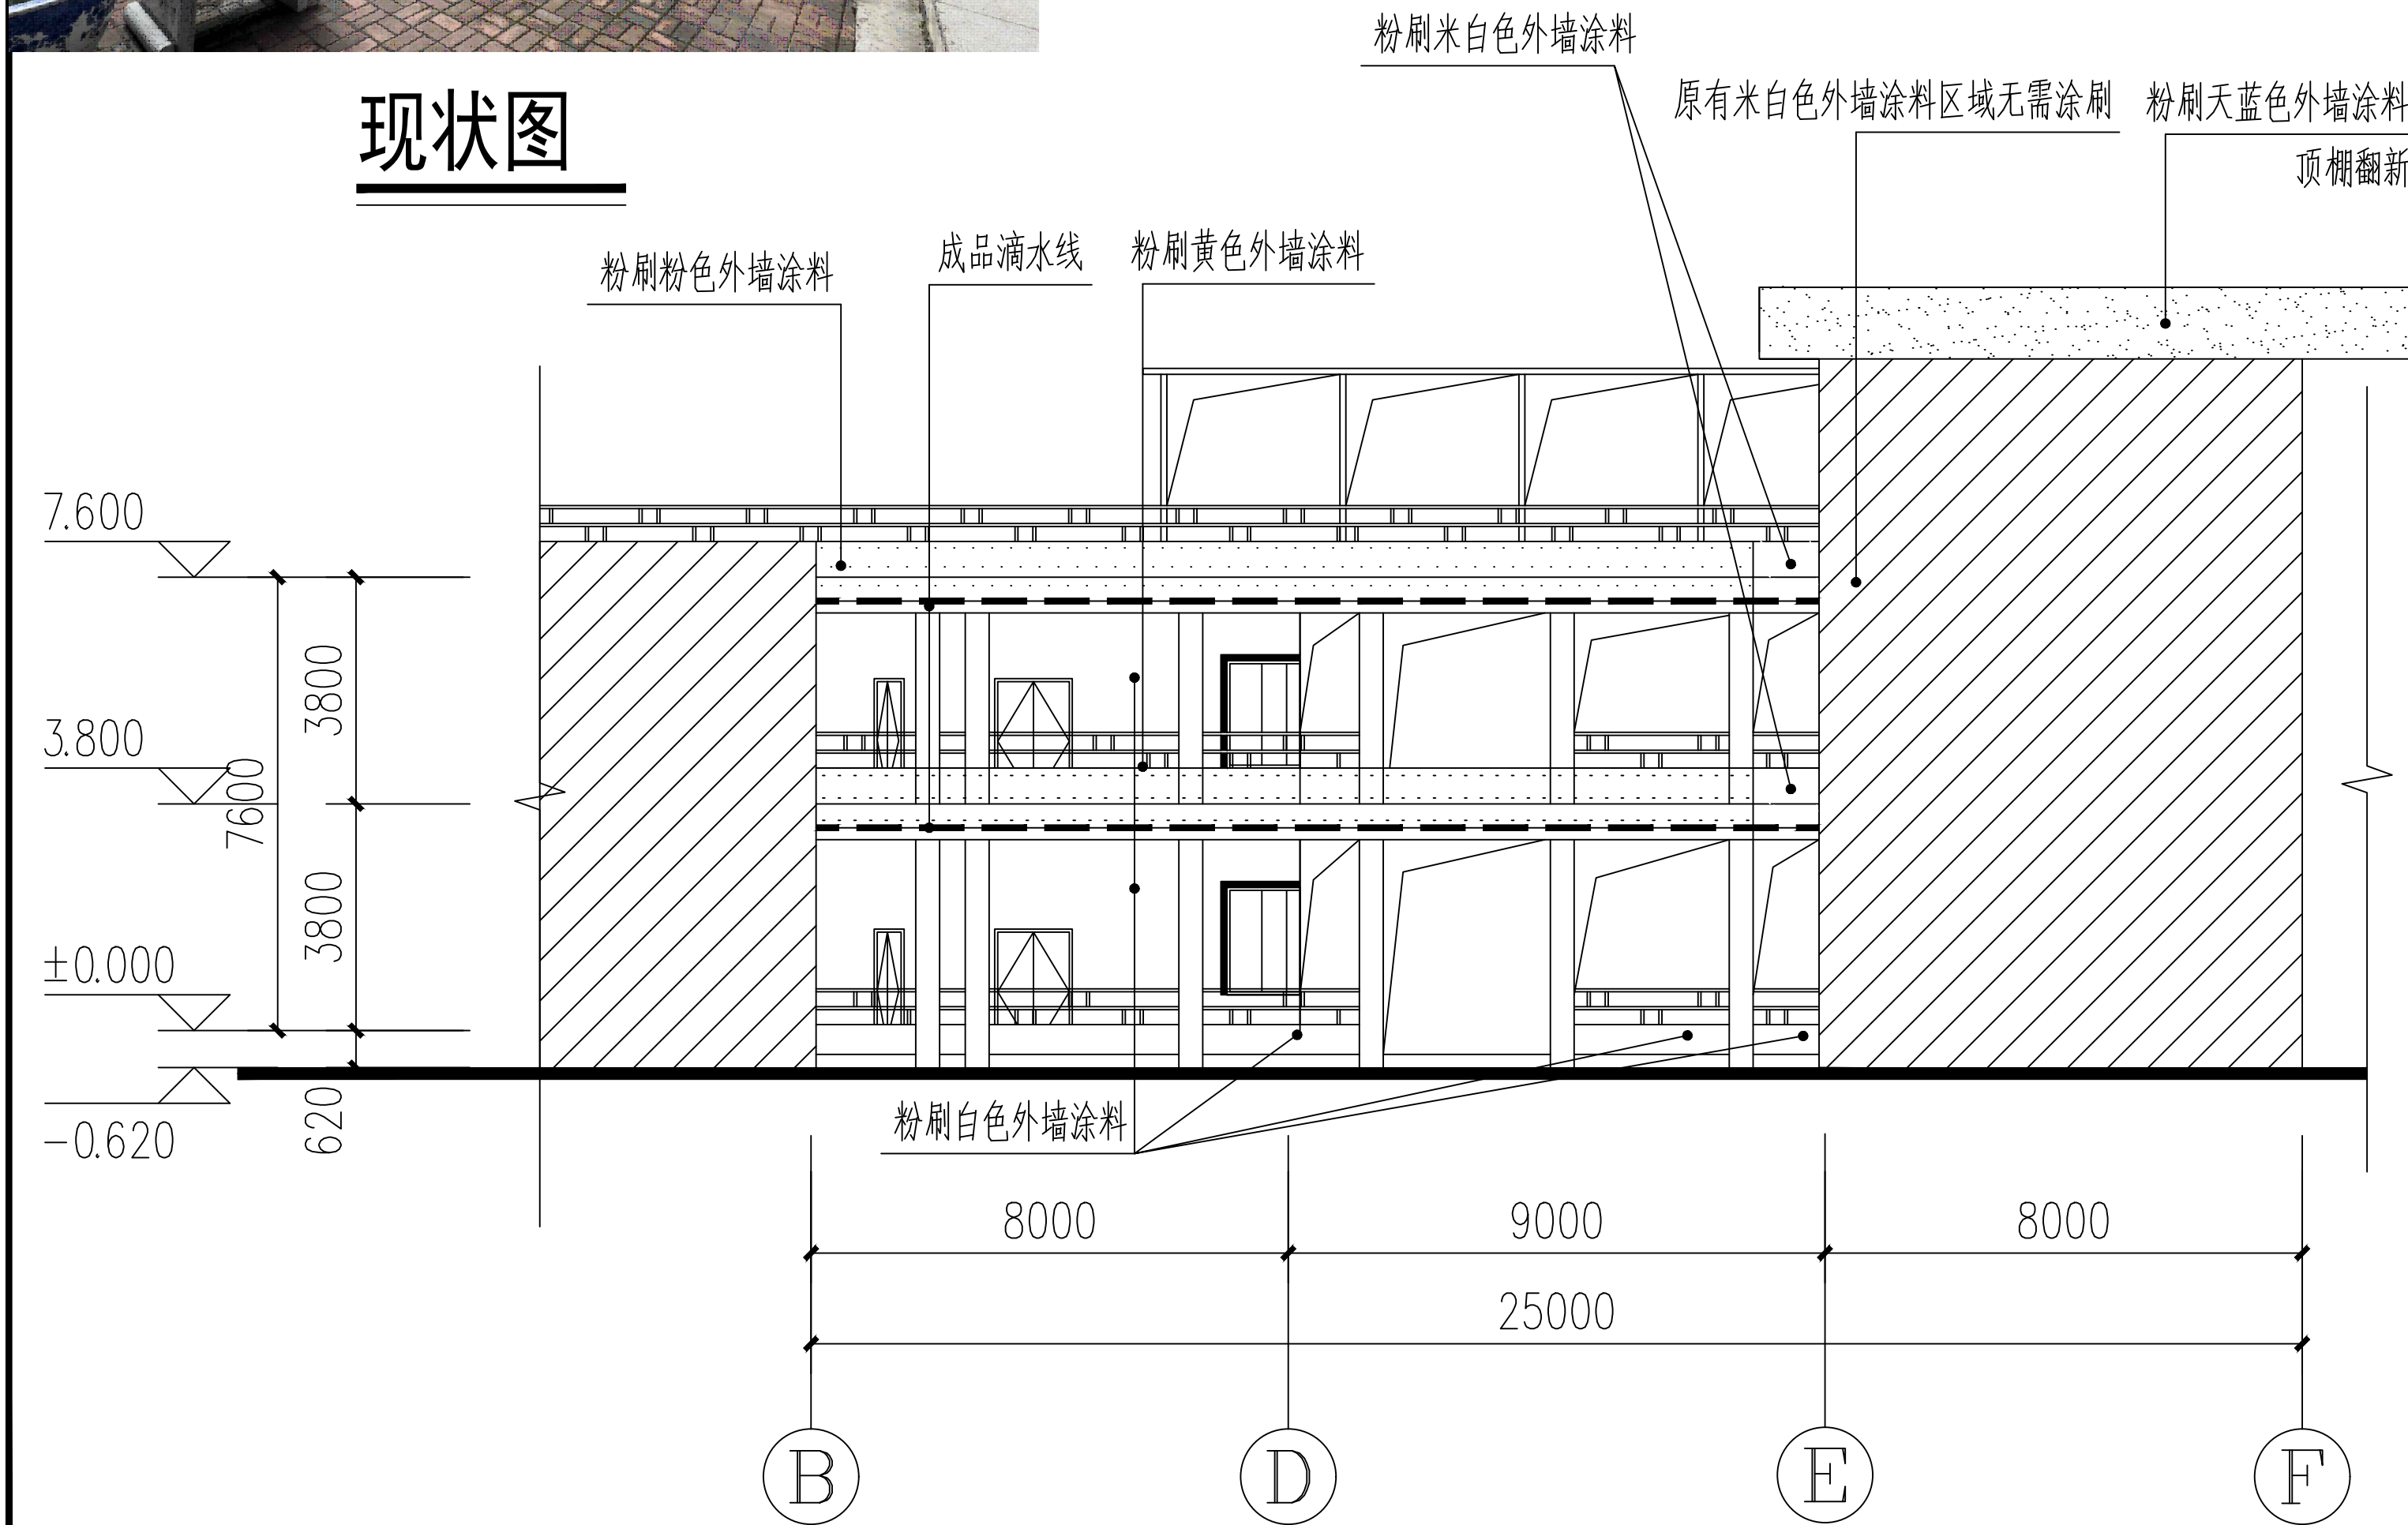 粉刷米白色外墙涂料
原有米白色外墙涂料区域无需涂刷
粉刷天蓝色外墙涂料
顶棚翻新
现状图
粉刷粉色外墙涂料
成品滴水线
粉刷黄色外墙涂料
7.600
3800
3.800
7600
3800
±0.000
620
-0.620
粉刷白色外墙涂料
8000
9000
8000
25000
B
D
E
F